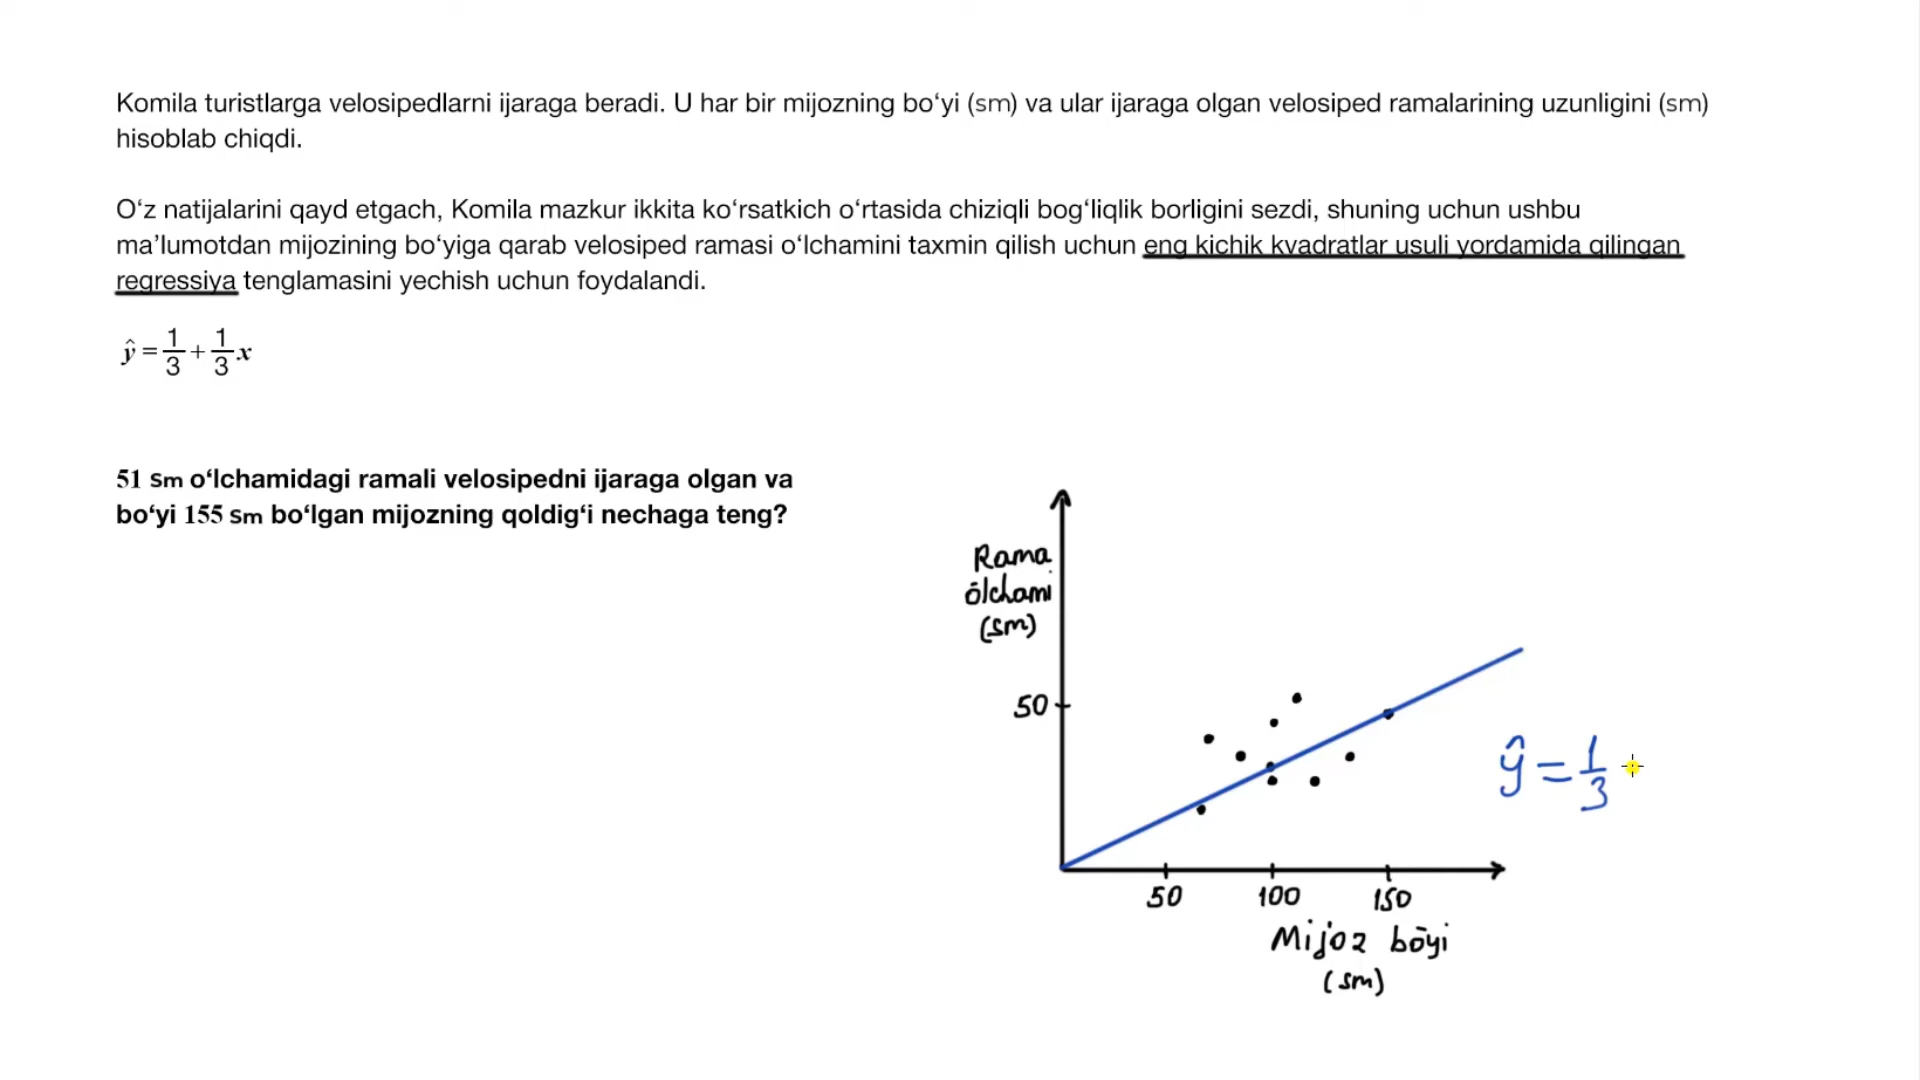 Komila turistlarga velosipedlarni ijaraga beradi. U har bir mijozning bo‘yi (sm) va ular ijaraga olgan velosiped ramalarining uzunligini (sm)
hisoblab chiqdi.
O‘z natijalarini qayd etgach, Komila mazkur ikkita ko‘rsatkich o‘rtasida chiziqli bog‘liqlik borligini sezdi, shuning uchun ushbu
ma’lumotdan mijozining bo‘yiga qarab velosiped ramasi o‘lchamini taxmin qilish uchun eng kichik kvadratlar usuli yordamida qilingan
regressiya tenglamasini yechish uchun foydalandi.
ŷ = 1/3 + 1/3 x
51 sm o‘lchamidagi ramali velosipedni ijaraga olgan va
bo‘yi 155 sm bo‘lgan mijozning qoldig‘i nechaga teng?
Rama
ōlchami
(sm)
50
ŷ = 1/3
50 100 150
Mijoz bōyi
(sm)